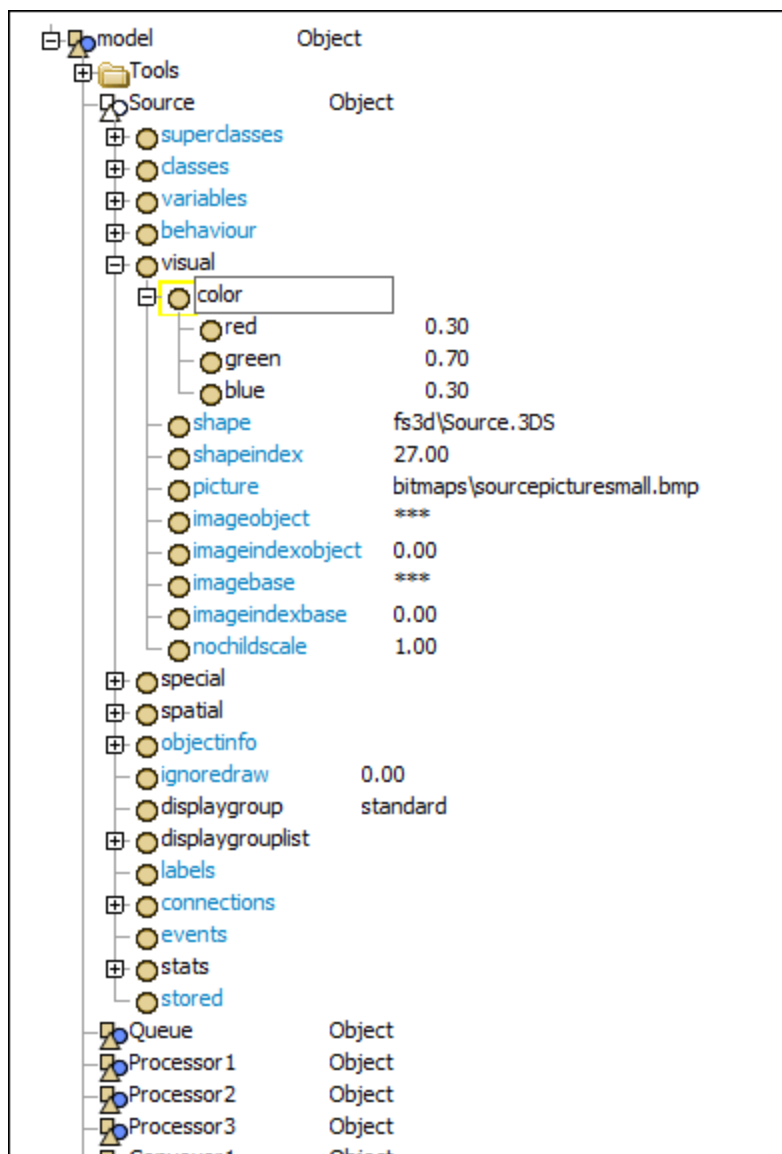 model Object
Tools
Source Object
superclasses
classes
variables
behaviour
visual
color
red 0.30
green 0.70
blue 0.30
shape fs3d\Source.3DS
shapeindex 27.00
picture bitmaps\sourcepicturesmall.bmp
imageobject ***
imageindexobject 0.00
imagebase ***
imageindexbase 0.00
nochildscale 1.00
special
spatial
objectinfo
ignoredraw 0.00
displaygroup standard
displaygrouplist
labels
connections
events
stats
stored
Queue Object
Processor1 Object
Processor2 Object
Processor3 Object